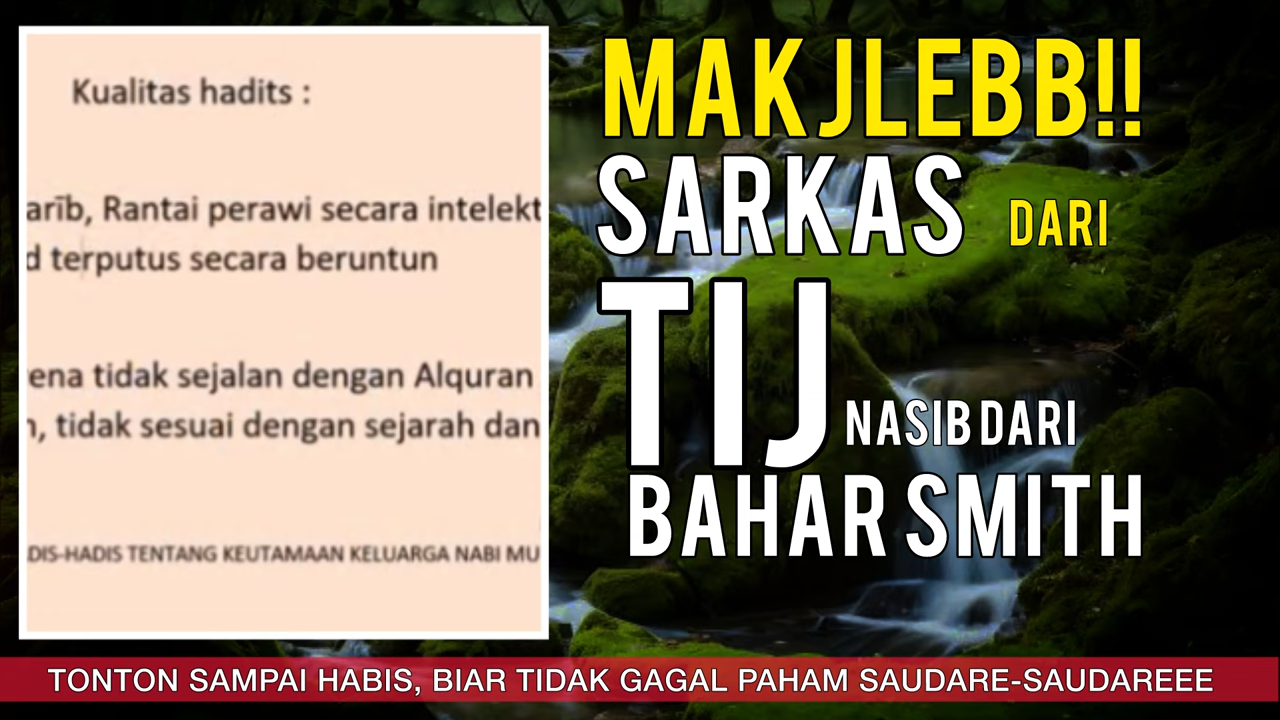 Kualitas hadits :
arīb, Rantai perawi secara intelekt
d terputus secara beruntun
ena tidak sejalan dengan Alquran
, tidak sesuai dengan sejarah dan
DIS-HADIS TENTANG KEUTAMAAN KELUARGA NABI MU
MAKJLEBB!!
SARKAS DARI
TIJ NASIB DARI
BAHAR SMITH
TONTON SAMPAI HABIS, BIAR TIDAK GAGAL PAHAM SAUDARE-SAUDAREEE